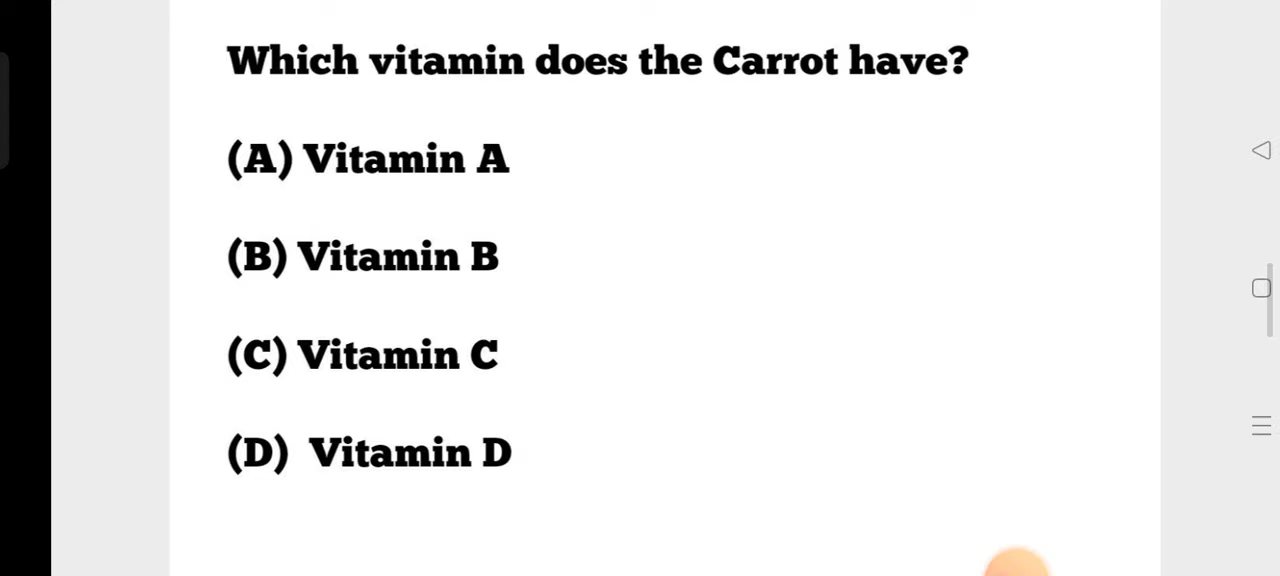 Which vitamin does the Carrot have?
(A) Vitamin A
(B) Vitamin B
(C) Vitamin C
(D) Vitamin D